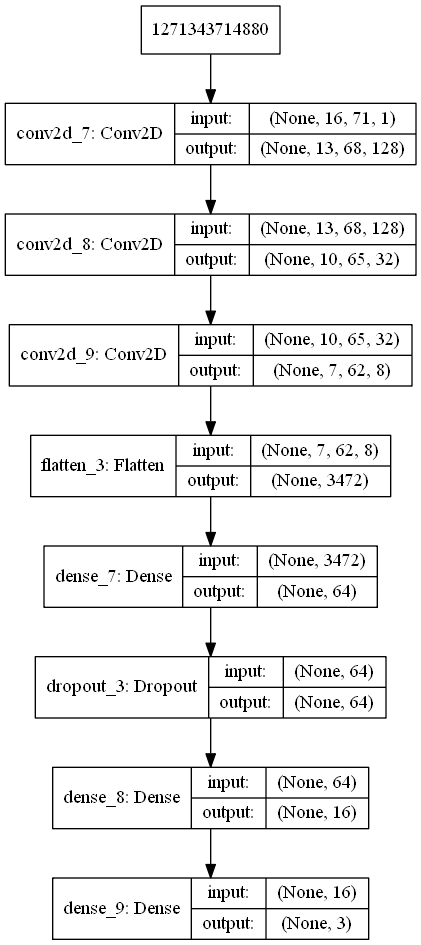 1271343714880
conv2d_7: Conv2D
input: (None, 16, 71, 1)
output: (None, 13, 68, 128)
conv2d_8: Conv2D
input: (None, 13, 68, 128)
output: (None, 10, 65, 32)
conv2d_9: Conv2D
input: (None, 10, 65, 32)
output: (None, 7, 62, 8)
flatten_3: Flatten
input: (None, 7, 62, 8)
output: (None, 3472)
dense_7: Dense
input: (None, 3472)
output: (None, 64)
dropout_3: Dropout
input: (None, 64)
output: (None, 64)
dense_8: Dense
input: (None, 64)
output: (None, 16)
dense_9: Dense
input: (None, 16)
output: (None, 3)